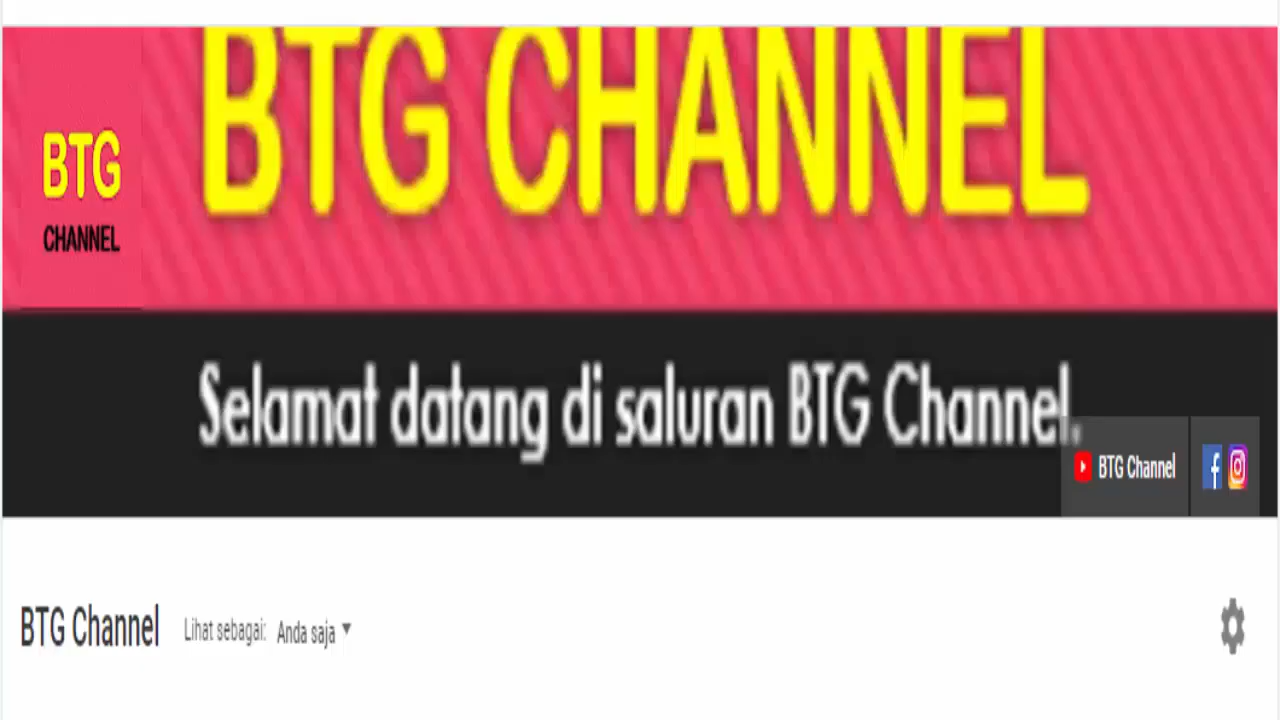 BTG CHANNEL
BTG
CHANNEL
Selamat datang di saluran BTG Channel.
BTG Channel
BTG Channel Lihat sebagai: Anda saja